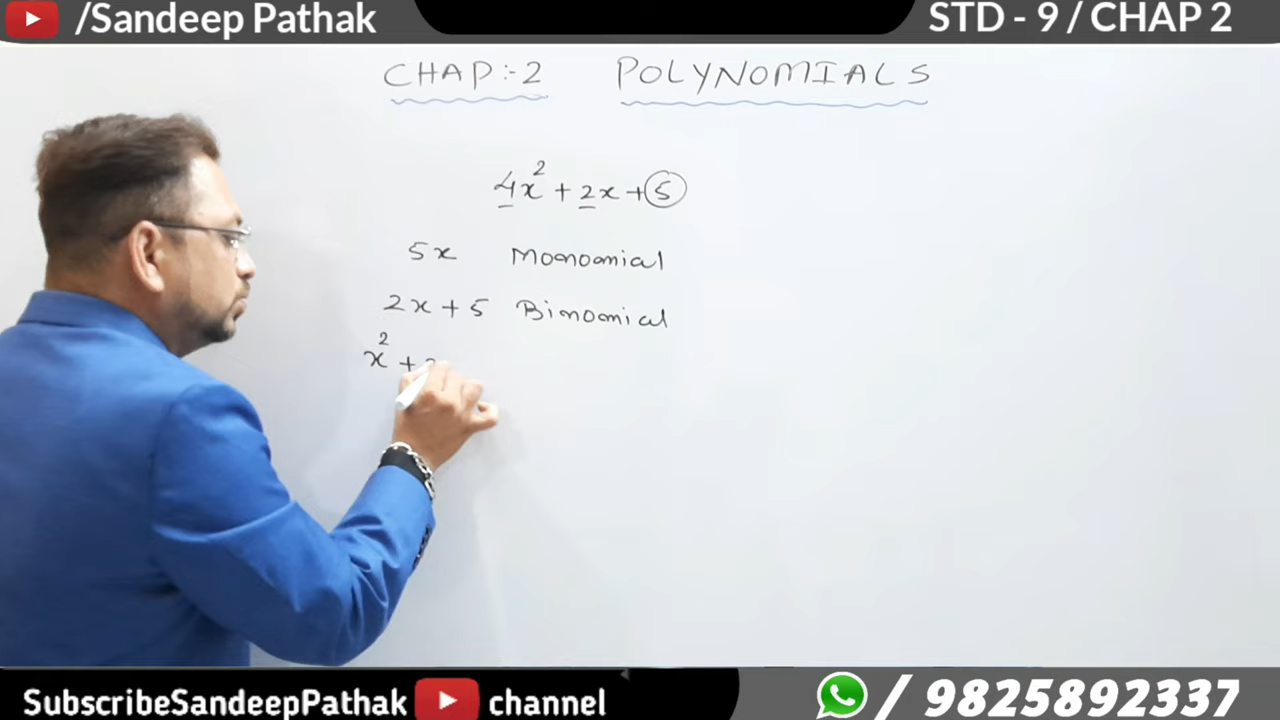 /Sandeep Pathak
STD - 9 / CHAP 2
CHAP:-2 POLYNOMIALS
4x² + 2x + 5
5x Monomial
2x + 5 Binomial
x² +
SubscribeSandeepPathak channel
/ 9825892337